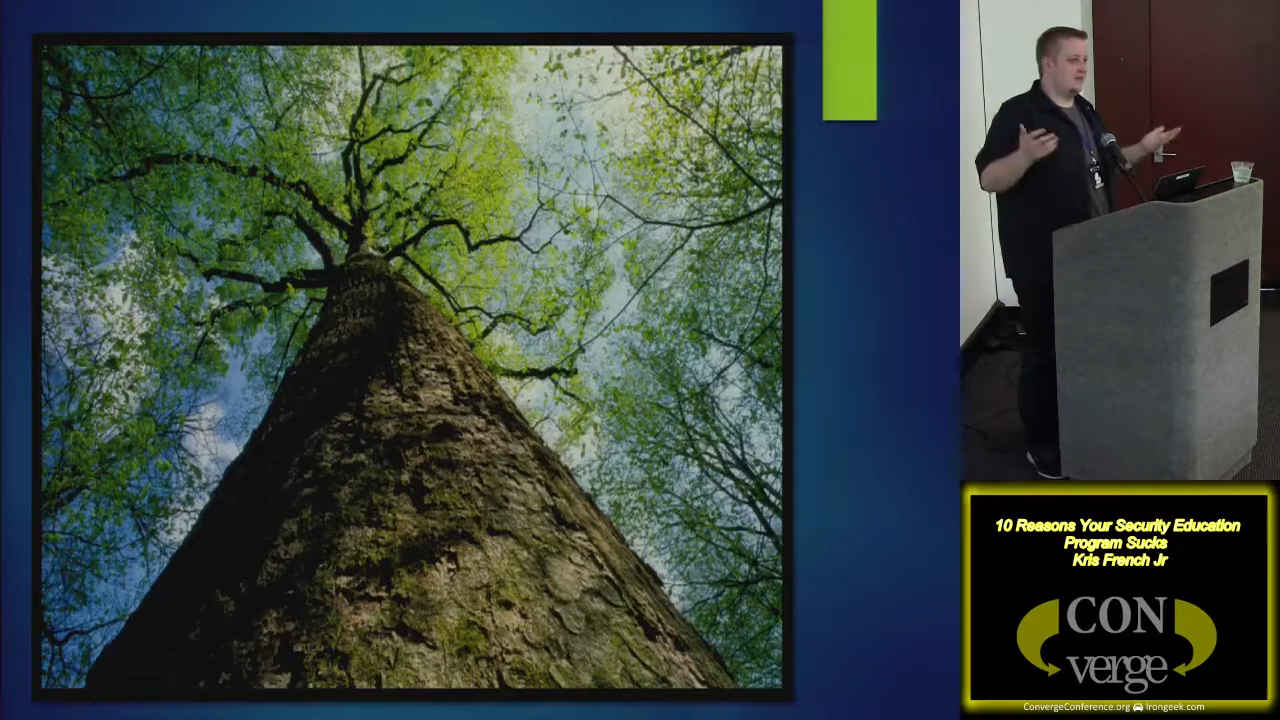 10 Reasons Your Security Education
Program Sucks
Kris French Jr
CON
verge
ConvergeConference.org Irongeek.com